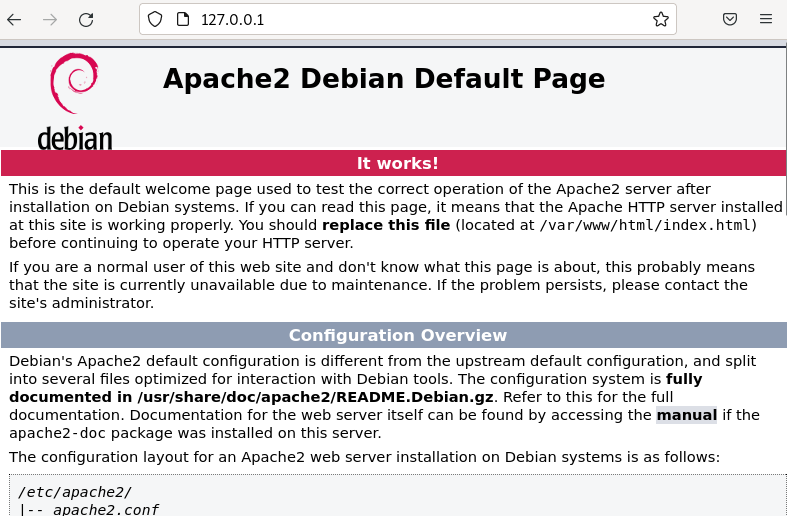 127.0.0.1
Apache2 Debian Default Page
debian
It works!
This is the default welcome page used to test the correct operation of the Apache2 server after
installation on Debian systems. If you can read this page, it means that the Apache HTTP server installed
at this site is working properly. You should replace this file (located at /var/www/html/index.html)
before continuing to operate your HTTP server.
If you are a normal user of this web site and don't know what this page is about, this probably means
that the site is currently unavailable due to maintenance. If the problem persists, please contact the
site's administrator.
Configuration Overview
Debian's Apache2 default configuration is different from the upstream default configuration, and split
into several files optimized for interaction with Debian tools. The configuration system is fully
documented in /usr/share/doc/apache2/README.Debian.gz. Refer to this for the full
documentation. Documentation for the web server itself can be found by accessing the manual if the
apache2-doc package was installed on this server.
The configuration layout for an Apache2 web server installation on Debian systems is as follows:
/etc/apache2/
|-- apache2.conf